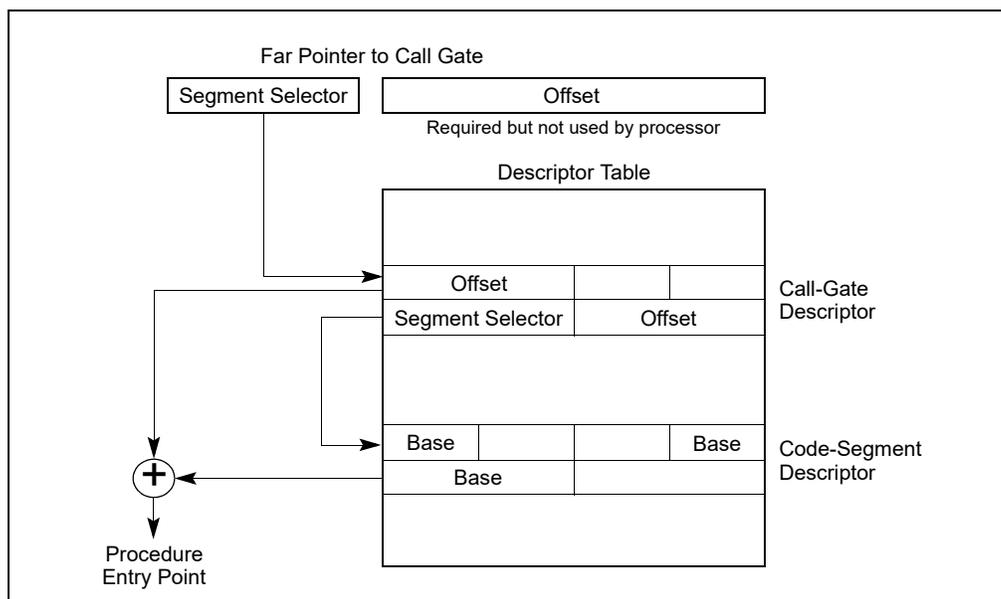 Far Pointer to Call Gate
Segment Selector
Offset
Required but not used by processor
Descriptor Table
Offset
Segment Selector
Offset
Call-Gate
Descriptor
Base
Base
Base
Code-Segment
Descriptor
+
Procedure
Entry Point